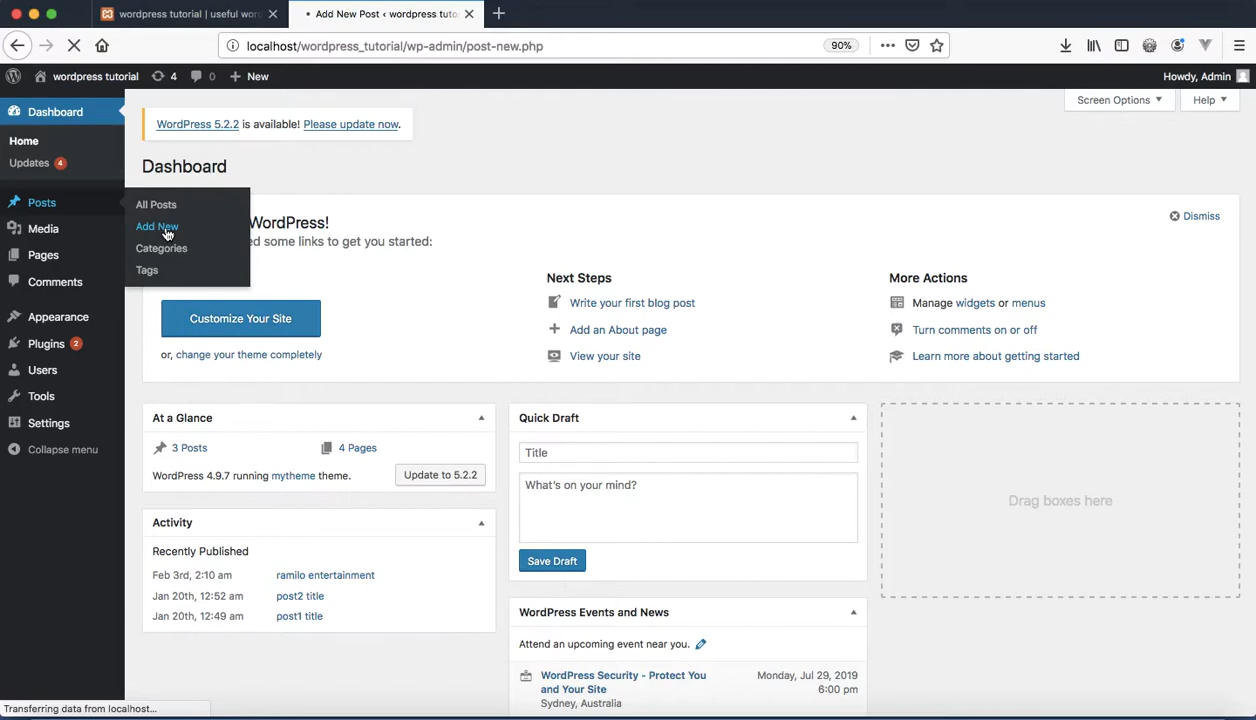 wordpress tutorial | useful wor
Add New Post ‹ wordpress tuto
localhost/wordpress_tutorial/wp-admin/post-new.php
90%
wordpress tutorial
4
0
New
Howdy, Admin
Dashboard
Home
Updates 4
Posts
Media
Pages
Comments
Appearance
Plugins 2
Users
Tools
Settings
Collapse menu
All Posts
Add New
Categories
Tags
Screen Options
Help
WordPress 5.2.2 is available! Please update now.
Dashboard
WordPress!
ed some links to get you started:
Dismiss
Customize Your Site
or, change your theme completely
Next Steps
Write your first blog post
Add an About page
View your site
More Actions
Manage widgets or menus
Turn comments on or off
Learn more about getting started
At a Glance
3 Posts
4 Pages
WordPress 4.9.7 running mytheme theme.
Update to 5.2.2
Activity
Recently Published
Feb 3rd, 2:10 am ramilo entertainment
Jan 20th, 12:52 am post2 title
Jan 20th, 12:49 am post1 title
Quick Draft
Title
What's on your mind?
Save Draft
WordPress Events and News
Attend an upcoming event near you.
WordPress Security - Protect You
and Your Site
Sydney, Australia
Monday, Jul 29, 2019
6:00 pm
Drag boxes here
Transferring data from localhost...